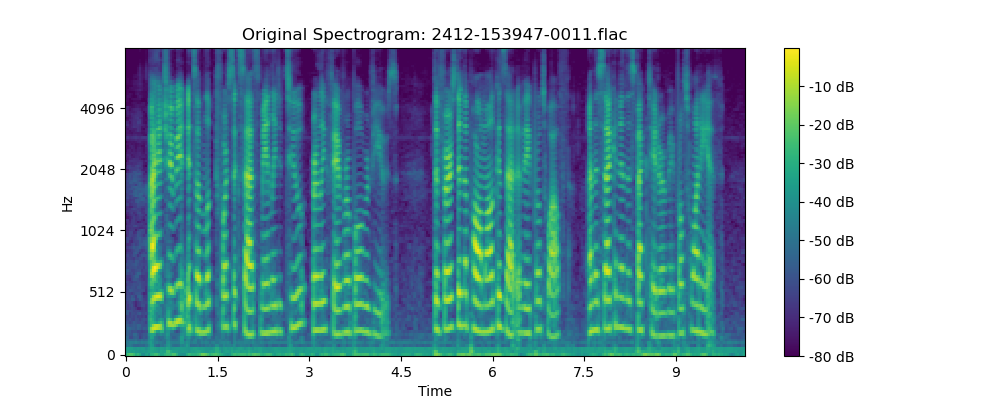 Original Spectrogram: 2412-153947-0011.flac
Hz
4096
2048
1024
512
0
0 1.5 3 4.5 6 7.5 9
Time
-10 dB
-20 dB
-30 dB
-40 dB
-50 dB
-60 dB
-70 dB
-80 dB